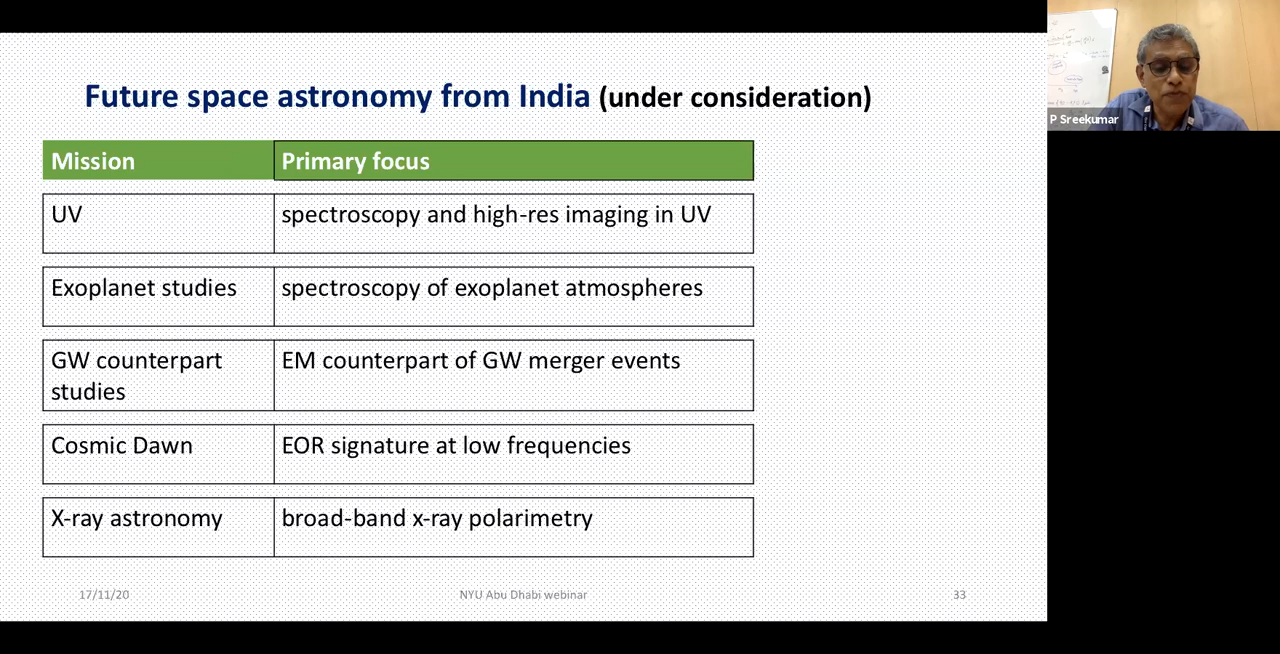 Future space astronomy from India (under consideration)
Mission Primary focus
UV spectroscopy and high-res imaging in UV
Exoplanet studies spectroscopy of exoplanet atmospheres
GW counterpart EM counterpart of GW merger events
studies
Cosmic Dawn EOR signature at low frequencies
X-ray astronomy broad-band x-ray polarimetry
17/11/20 NYU Abu Dhabi webinar 33
P Sreekumar